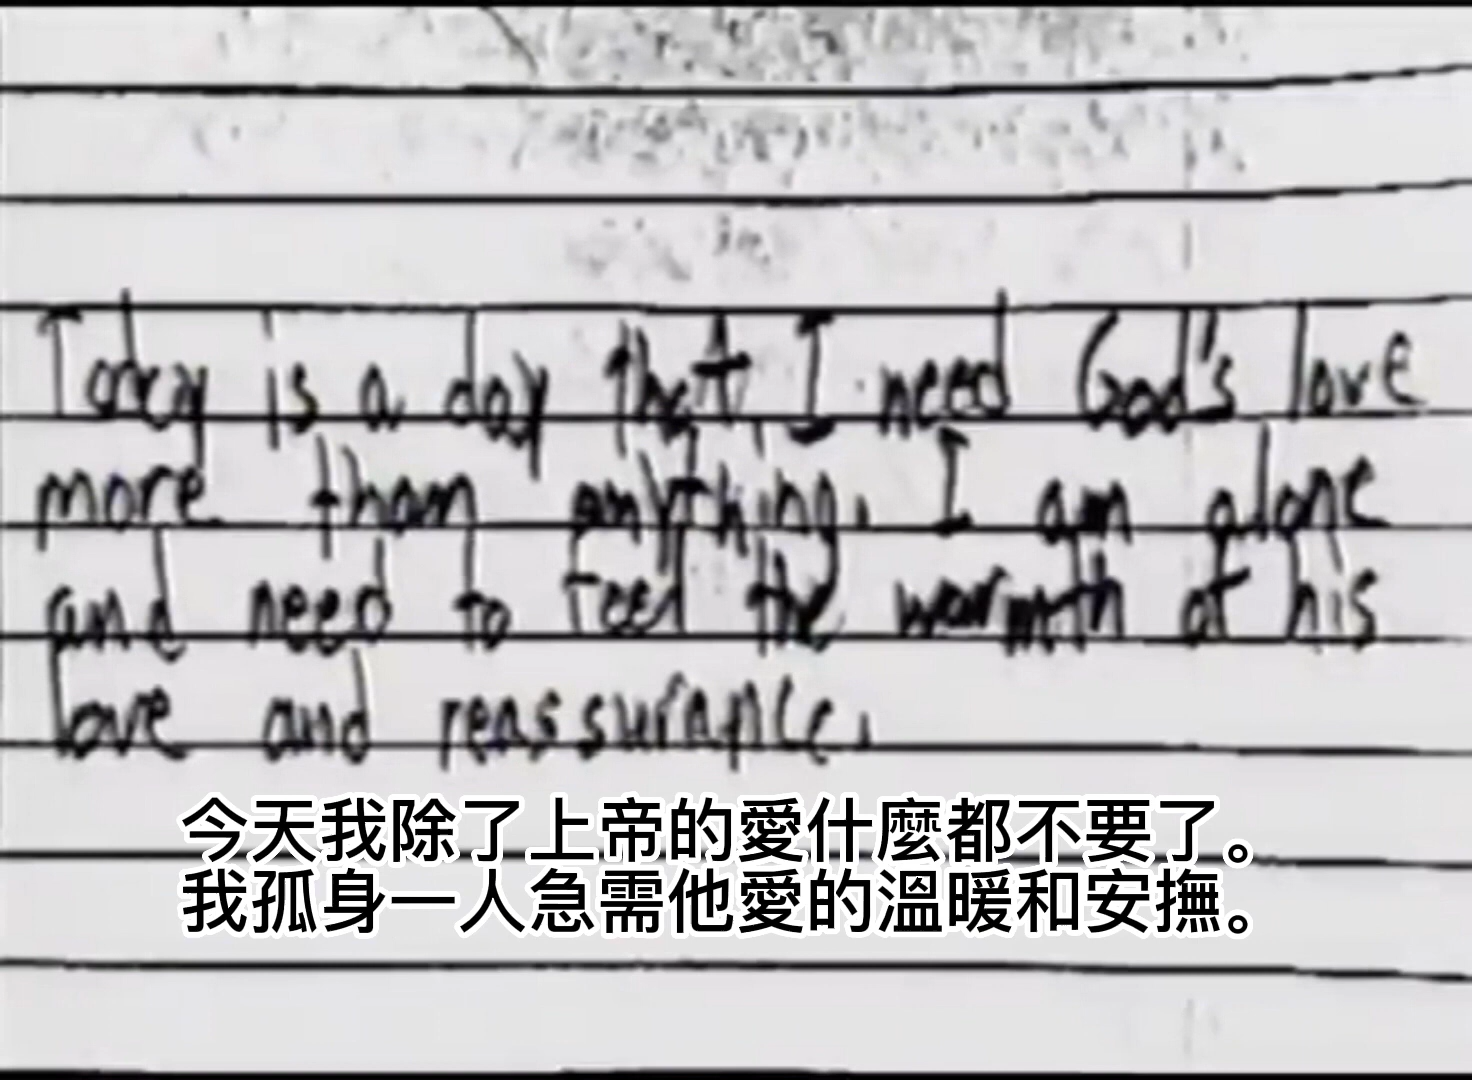 Today is a day that I need God's love
more than anything. I am alone
and need to feel the warmth of his
love and reassurance.
今天我除了上帝的愛什麼都不要了。
我孤身一人急需他愛的溫暖和安撫。